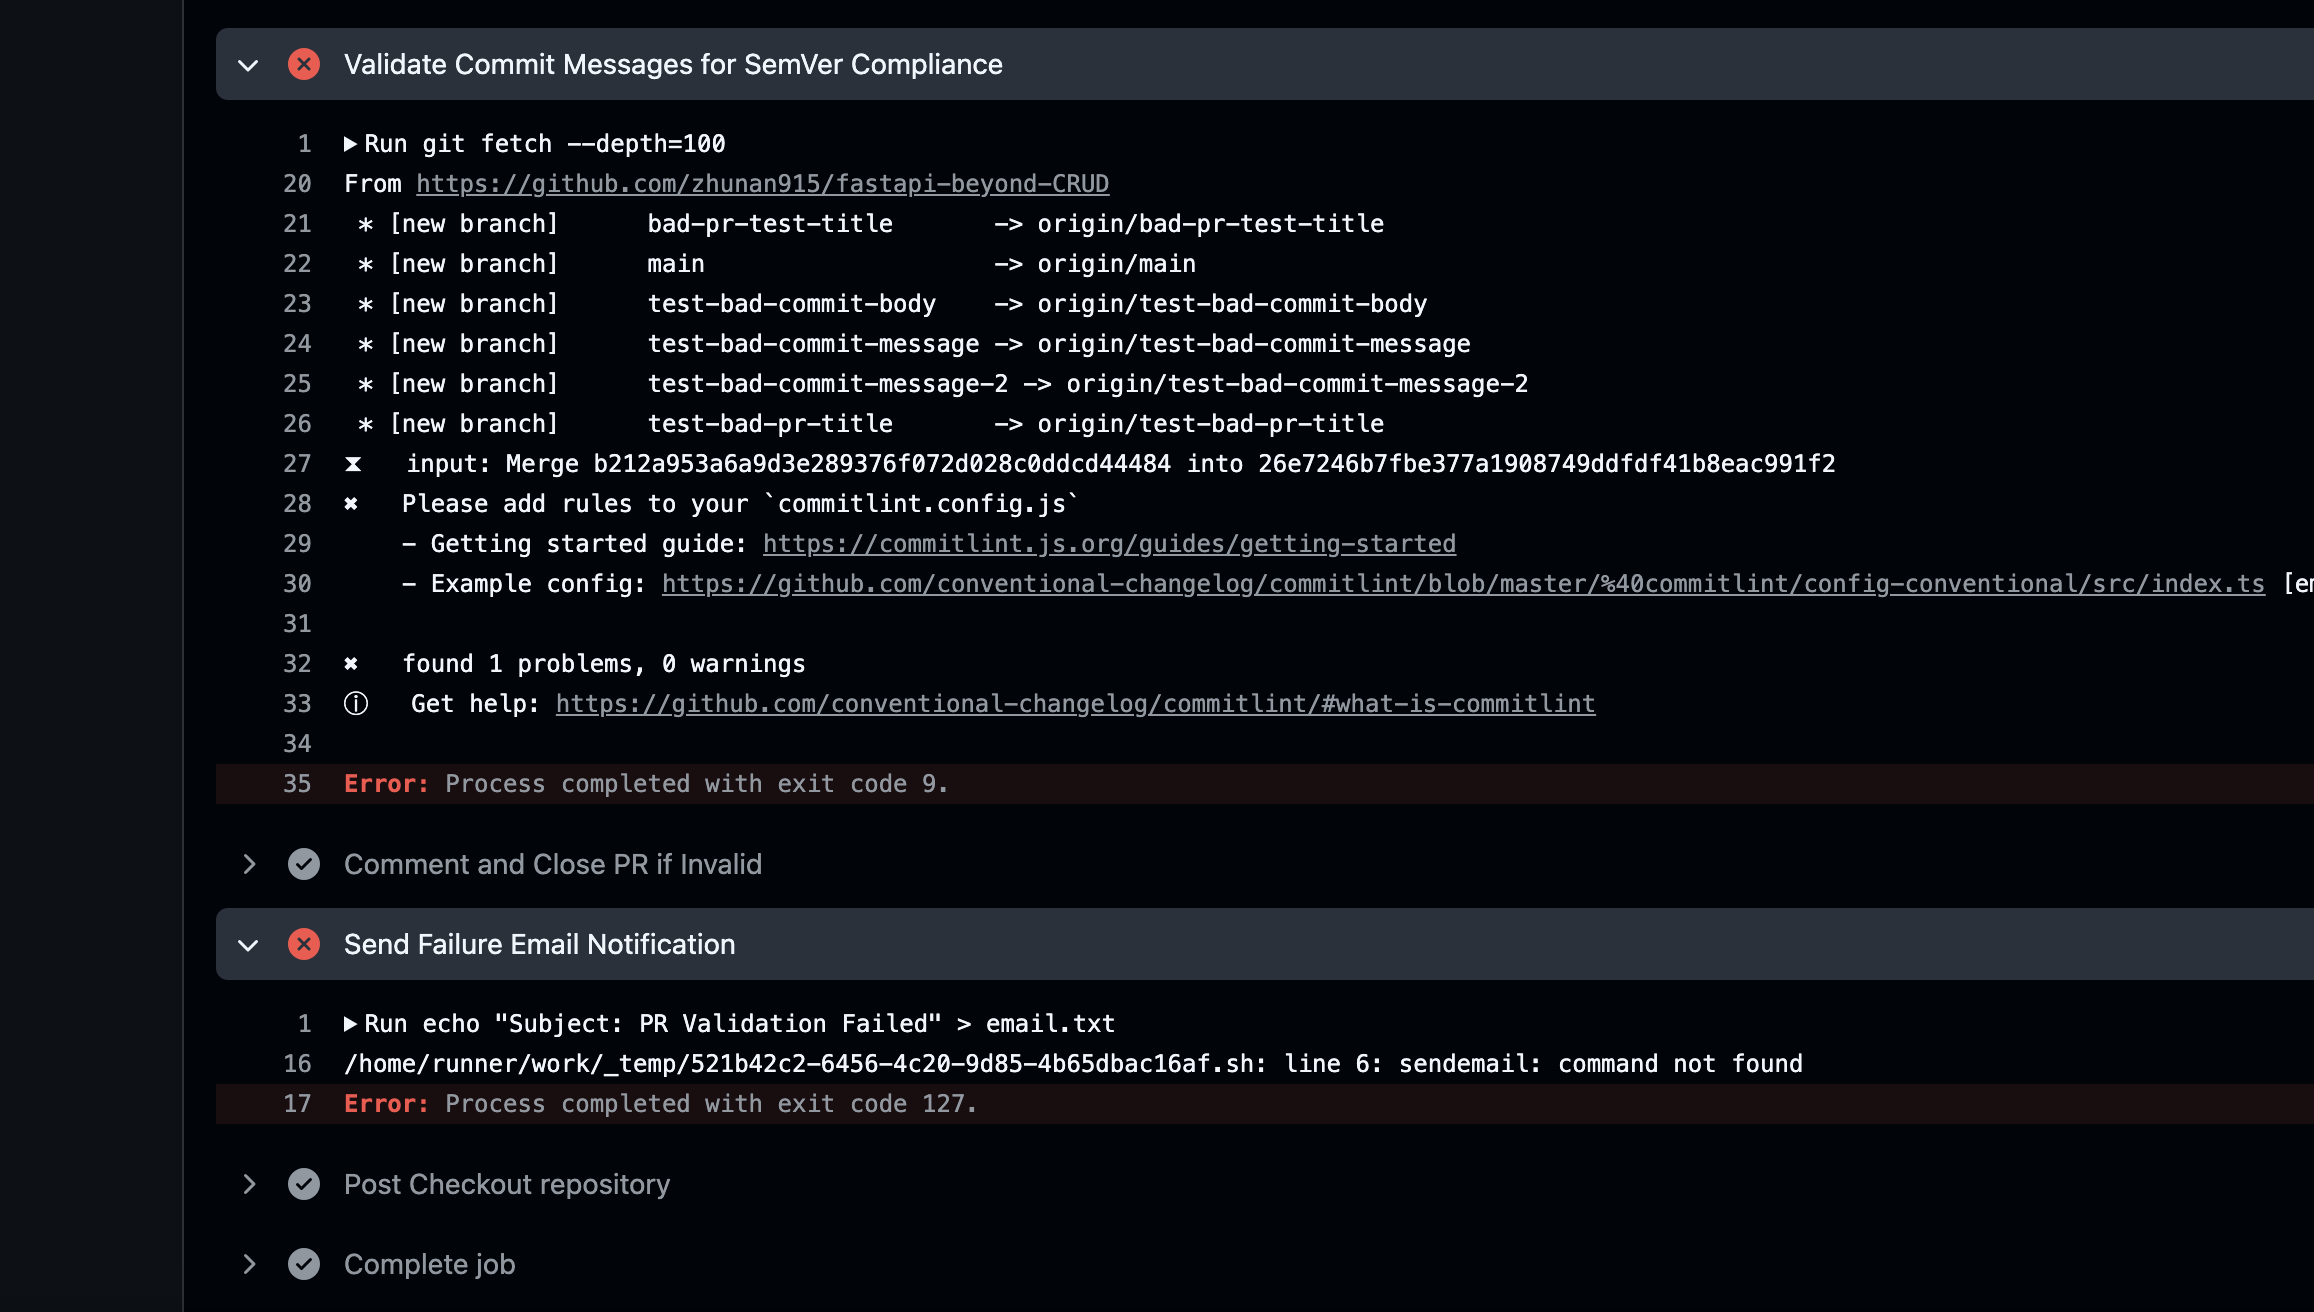 Validate Commit Messages for SemVer Compliance
1 ▶Run git fetch --depth=100
20 From https://github.com/zhunan915/fastapi-beyond-CRUD
21 * [new branch] bad-pr-test-title -> origin/bad-pr-test-title
22 * [new branch] main -> origin/main
23 * [new branch] test-bad-commit-body -> origin/test-bad-commit-body
24 * [new branch] test-bad-commit-message -> origin/test-bad-commit-message
25 * [new branch] test-bad-commit-message-2 -> origin/test-bad-commit-message-2
26 * [new branch] test-bad-pr-title -> origin/test-bad-pr-title
27 ⧗ input: Merge b212a953a6a9d3e289376f072d028c0ddcd44484 into 26e7246b7fbe377a1908749ddfdf41b8eac991f2
28 ✖ Please add rules to your `commitlint.config.js`
29 - Getting started guide: https://commitlint.js.org/guides/getting-started
30 - Example config: https://github.com/conventional-changelog/commitlint/blob/master/%40commitlint/config-conventional/src/index.ts [em
31
32 ✖ found 1 problems, 0 warnings
33 ⓘ Get help: https://github.com/conventional-changelog/commitlint/#what-is-commitlint
34
35 Error: Process completed with exit code 9.
Comment and Close PR if Invalid
Send Failure Email Notification
1 ▶Run echo "Subject: PR Validation Failed" > email.txt
16 /home/runner/work/_temp/521b42c2-6456-4c20-9d85-4b65dbac16af.sh: line 6: sendemail: command not found
17 Error: Process completed with exit code 127.
Post Checkout repository
Complete job